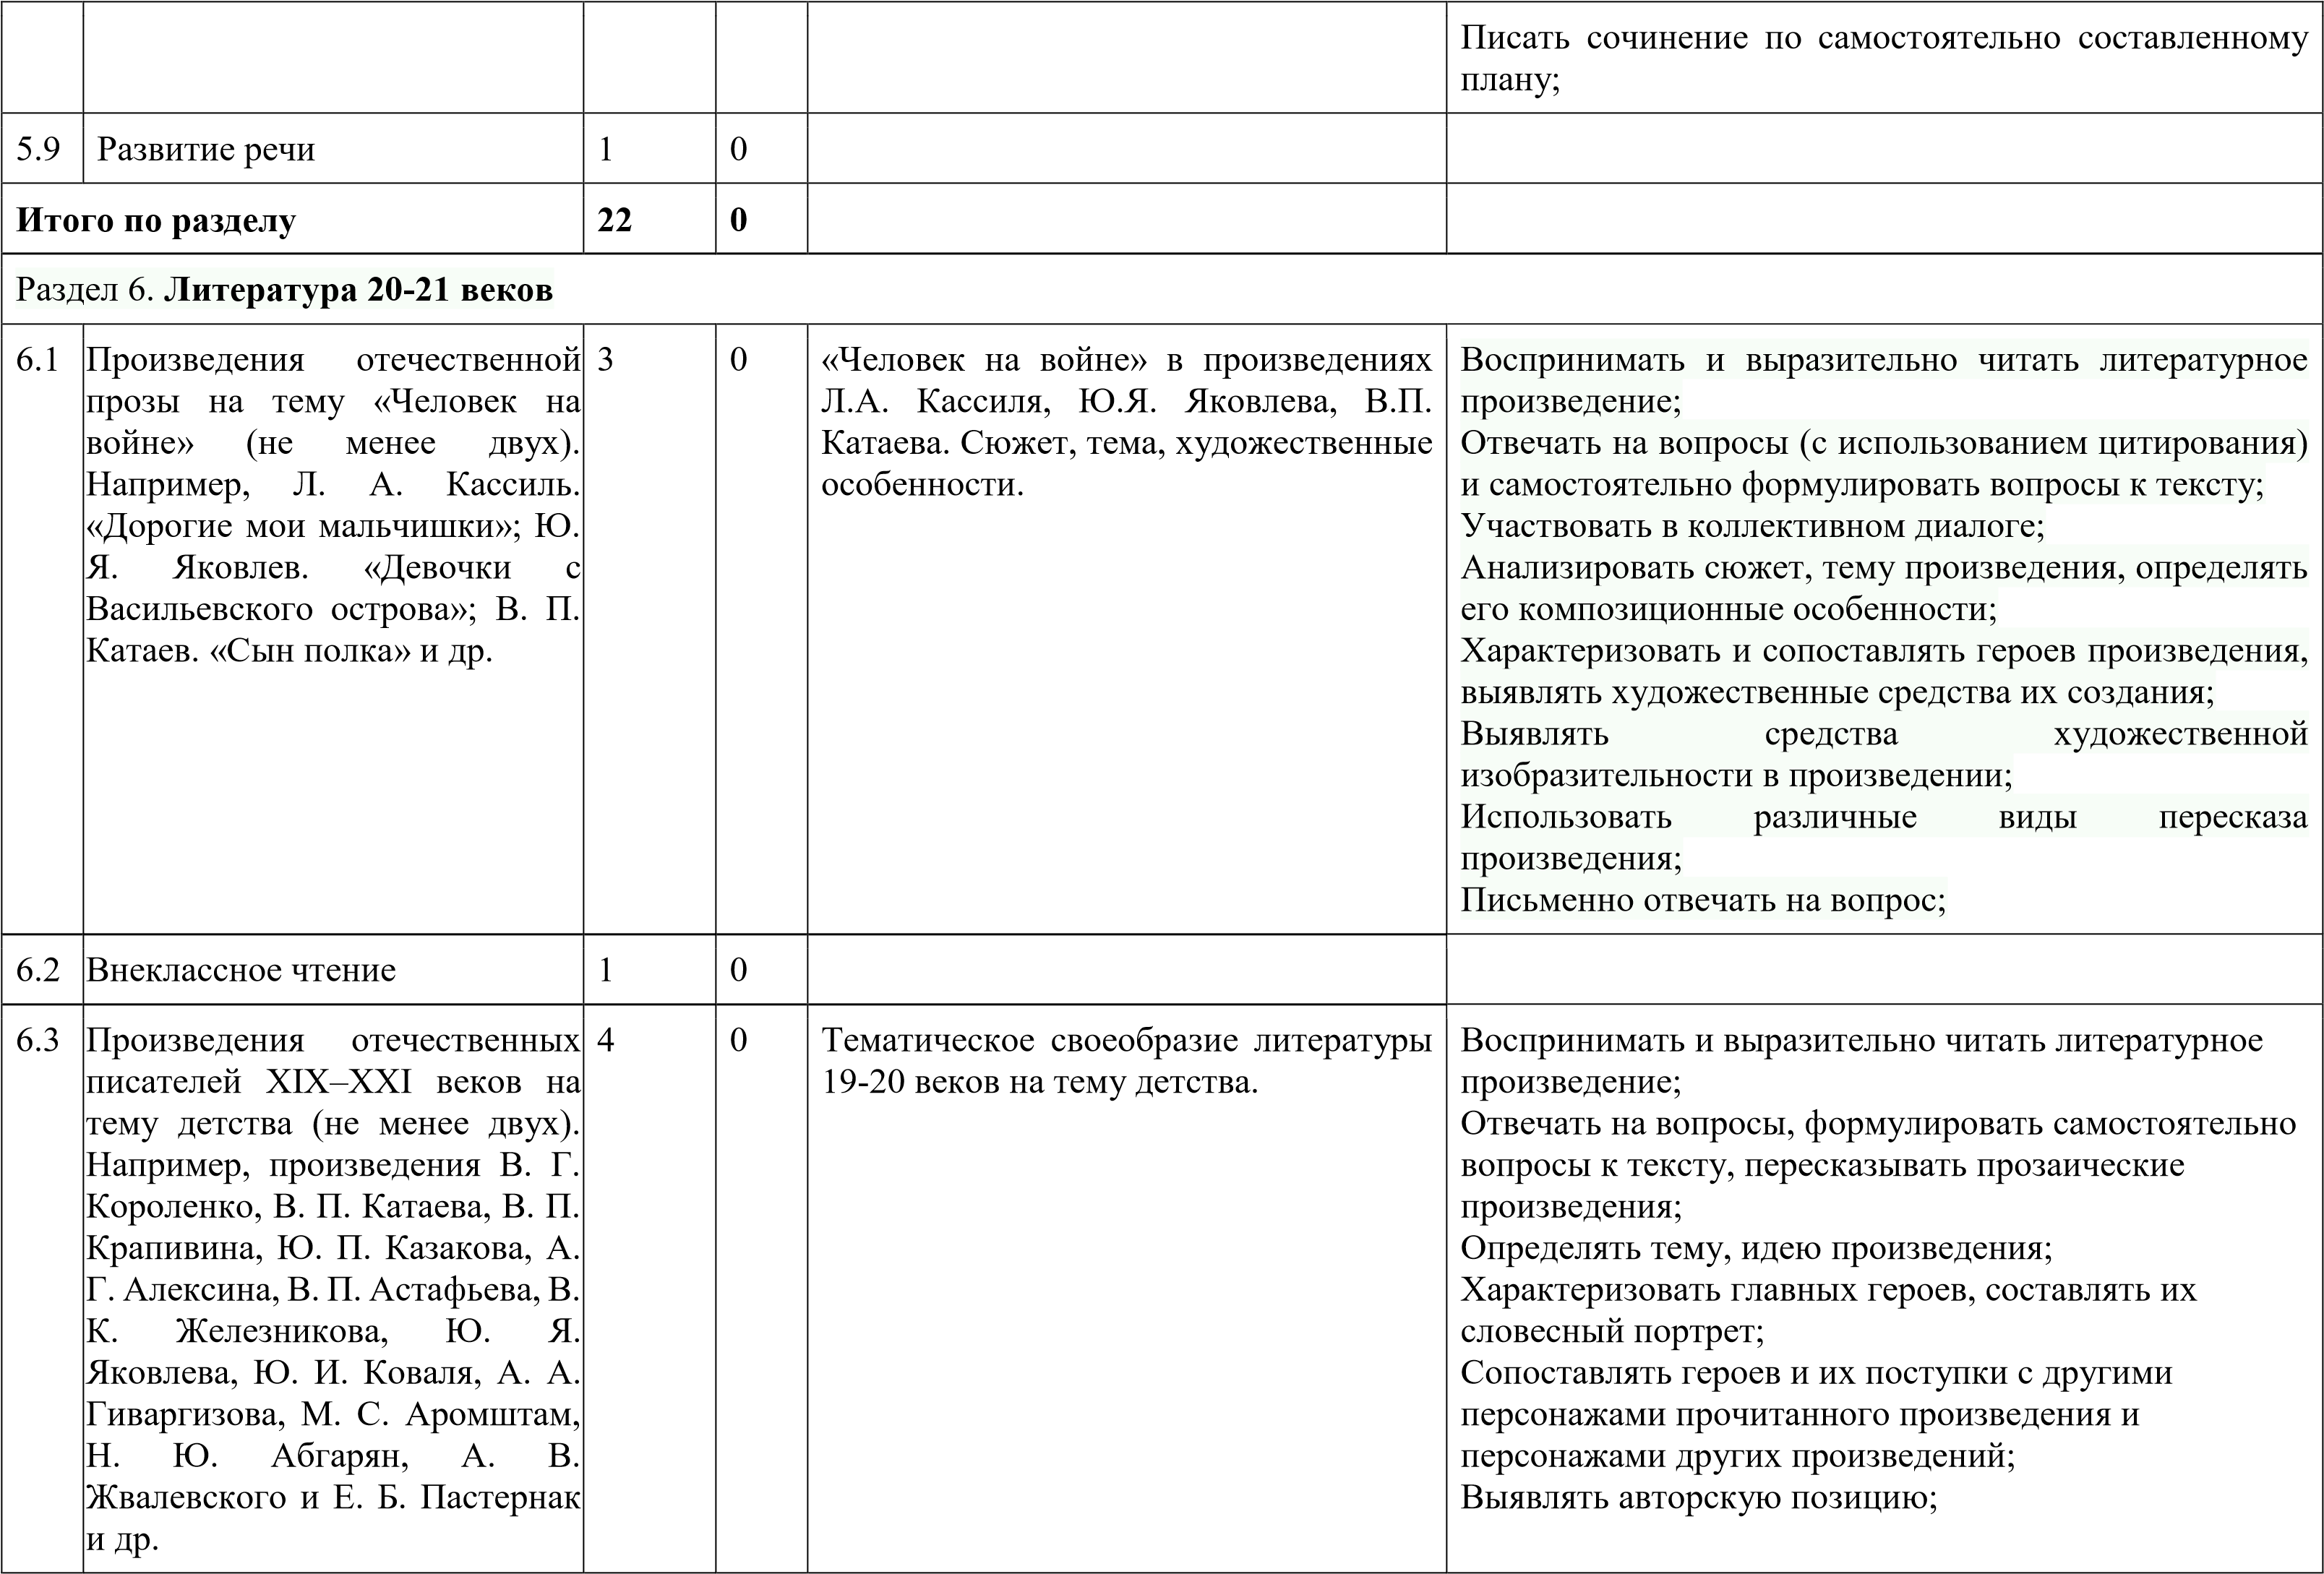 Писать сочинение по самостоятельно составленному
плану;
5.9 Развитие речи 1 0
Итого по разделу 22 0
Раздел 6. Литература 20-21 веков
6.1
Произведения отечественной
прозы на тему «Человек на
войне» (не менее двух).
Например, Л. А. Кассиль.
«Дорогие мои мальчишки»; Ю.
Я. Яковлев. «Девочки с
Васильевского острова»; В. П.
Катаев. «Сын полка» и др.
3
0
«Человек на войне» в произведениях
Л.А. Кассиля, Ю.Я. Яковлева, В.П.
Катаева. Сюжет, тема, художественные
особенности.
Воспринимать и выразительно читать литературное
произведение;
Отвечать на вопросы (с использованием цитирования)
и самостоятельно формулировать вопросы к тексту;
Участвовать в коллективном диалоге;
Анализировать сюжет, тему произведения, определять
его композиционные особенности;
Характеризовать и сопоставлять героев произведения,
выявлять художественные средства их создания;
Выявлять средства художественной
изобразительности в произведении;
Использовать различные виды пересказа
произведения;
Письменно отвечать на вопрос;
6.2 Внеклассное чтение 1 0
6.3
Произведения отечественных
писателей XIX–XXI веков на
тему детства (не менее двух).
Например, произведения В. Г.
Короленко, В. П. Катаева, В. П.
Крапивина, Ю. П. Казакова, А.
Г. Алексина, В. П. Астафьева, В.
К. Железникова, Ю. Я.
Яковлева, Ю. И. Коваля, А. А.
Гиваргизова, М. С. Аромштам,
Н. Ю. Абгарян, А. В.
Жвалевского и Е. Б. Пастернак
и др.
4
0
Тематическое своеобразие литературы
19-20 веков на тему детства.
Воспринимать и выразительно читать литературное
произведение;
Отвечать на вопросы, формулировать самостоятельно
вопросы к тексту, пересказывать прозаические
произведения;
Определять тему, идею произведения;
Характеризовать главных героев, составлять их
словесный портрет;
Сопоставлять героев и их поступки с другими
персонажами прочитанного произведения и
персонажами других произведений;
Выявлять авторскую позицию;